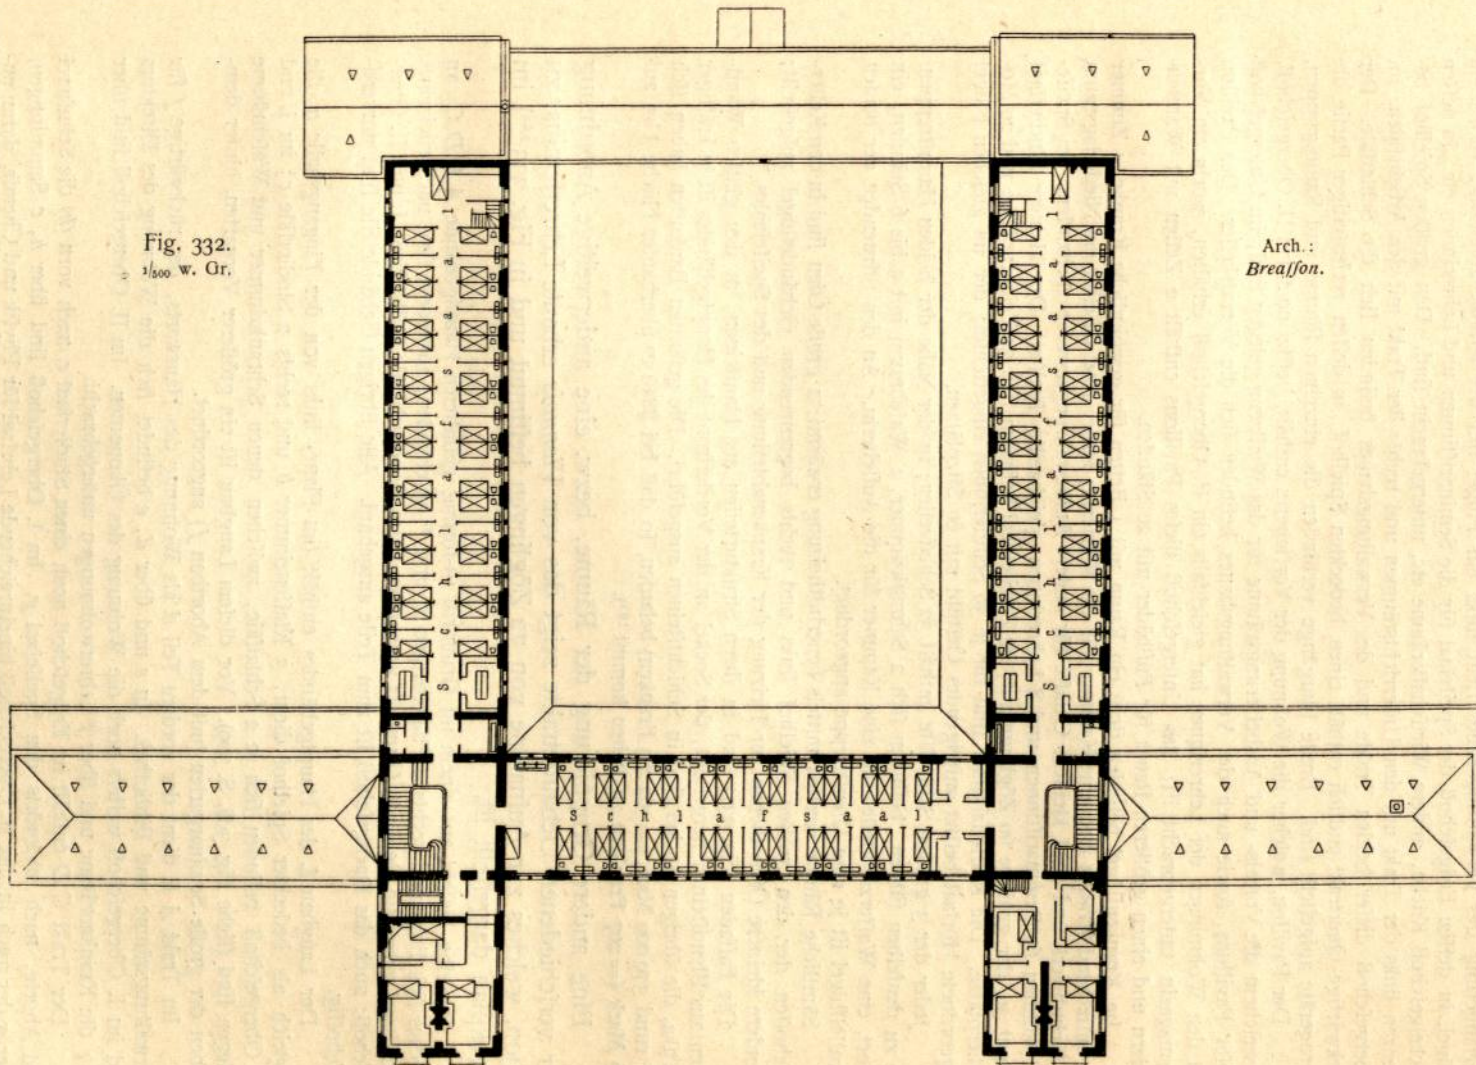 Fig. 332.
1/500 w. Gr.
Arch.:
Breaſſon.
Schlafsaal
Schlafsaal
Schlafsaal